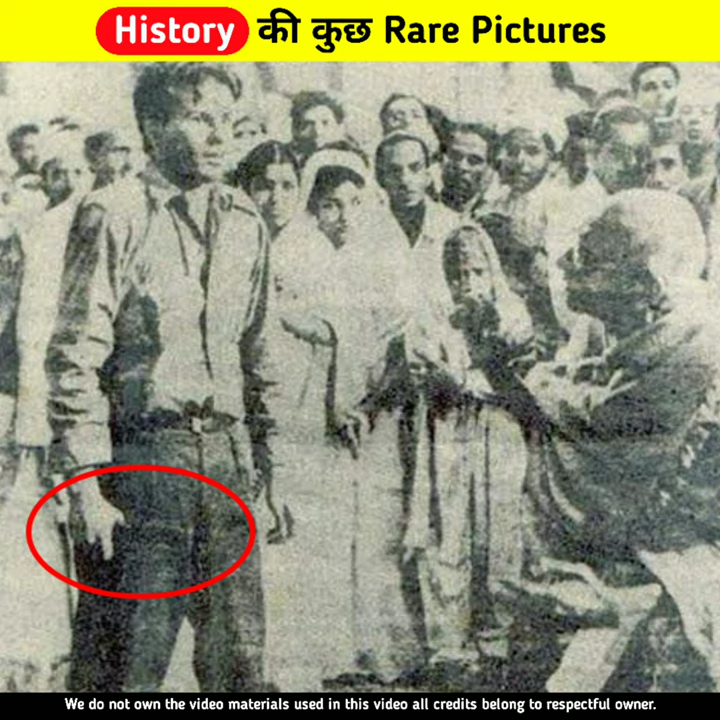 History की कुछ Rare Pictures
We do not own the video materials used in this video all credits belong to respectful owner.